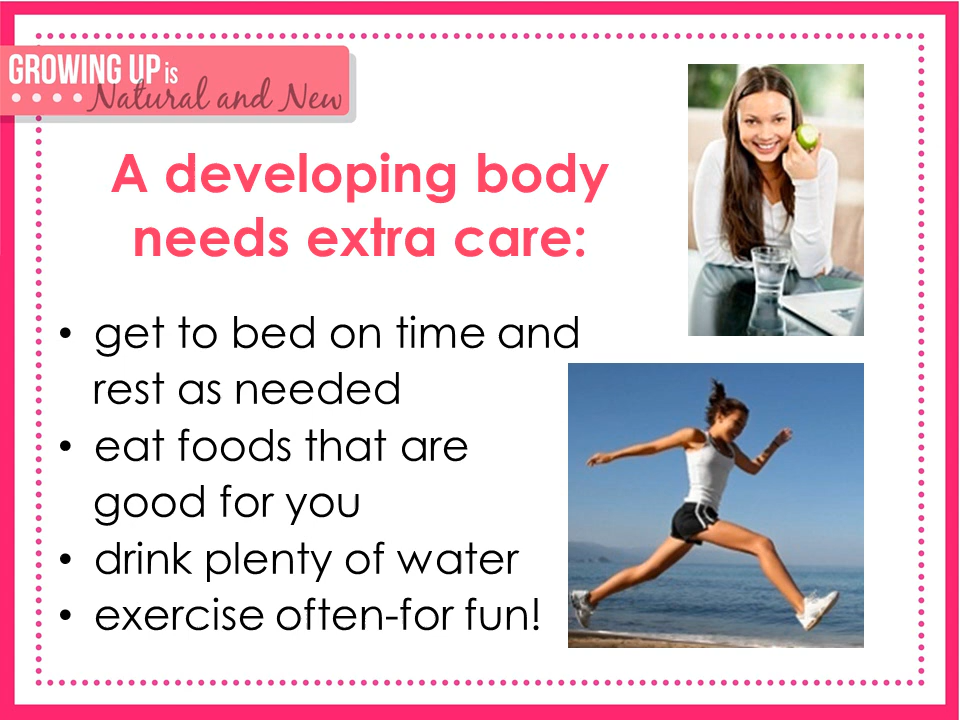 GROWING UP is
Natural and New
A developing body
needs extra care:
• get to bed on time and
rest as needed
• eat foods that are
good for you
• drink plenty of water
• exercise often-for fun!